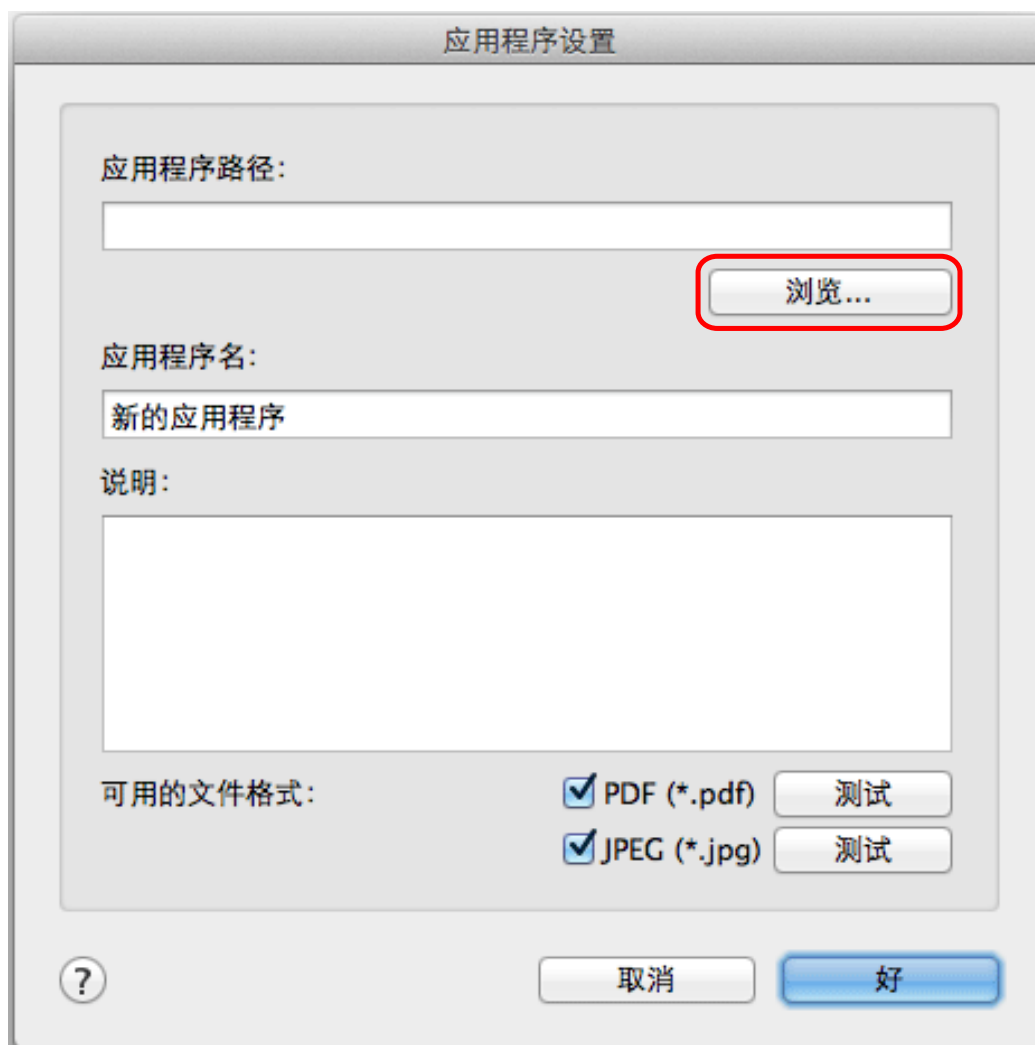 应用程序设置
应用程序路径：
浏览...
应用程序名：
新的应用程序
说明：
可用的文件格式：
PDF (*.pdf) 测试
JPEG (*.jpg) 测试
? 取消 好